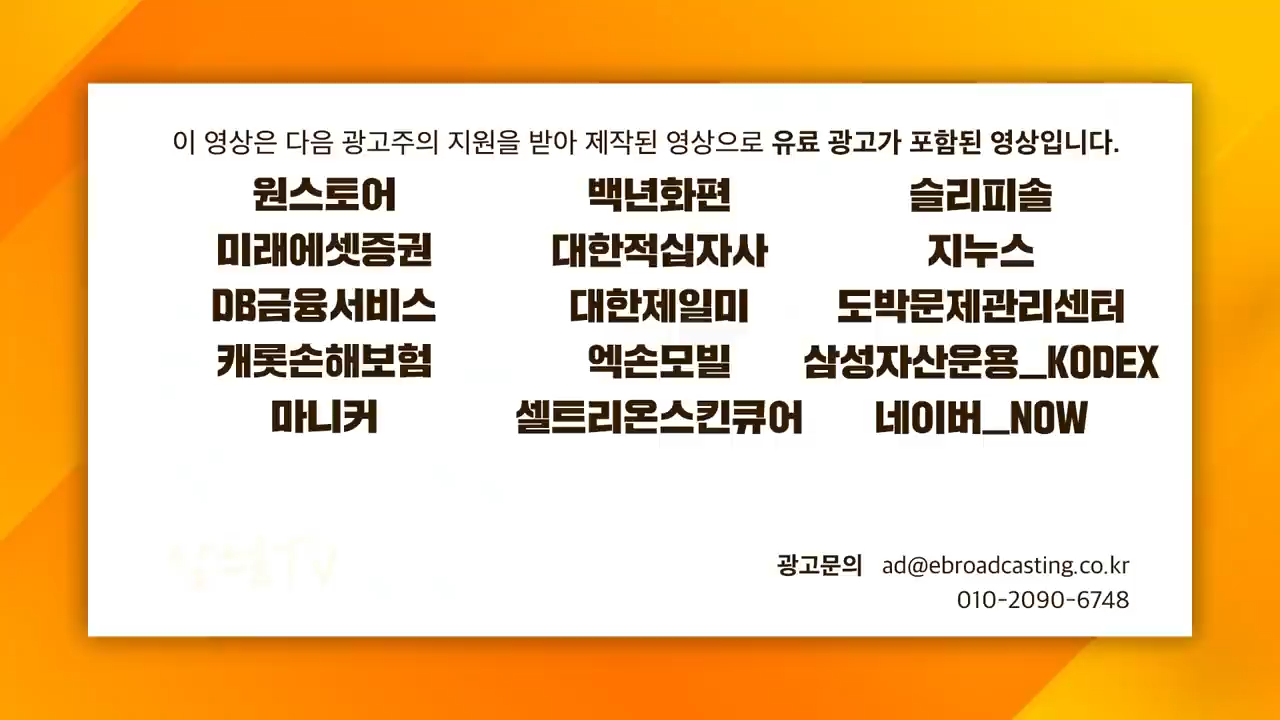 이 영상은 다음 광고주의 지원을 받아 제작된 영상으로 유료 광고가 포함된 영상입니다.
원스토어 백년화편 슬리피솔
미래에셋증권 대한적십자사 지누스
DB금융서비스 대한제일미 도박문제관리센터
캐롯손해보험 엑손모빌 삼성자산운용_KODEX
마니커 셀트리온스킨큐어 네이버_NOW
광고문의 ad@ebroadcasting.co.kr
010-2090-6748